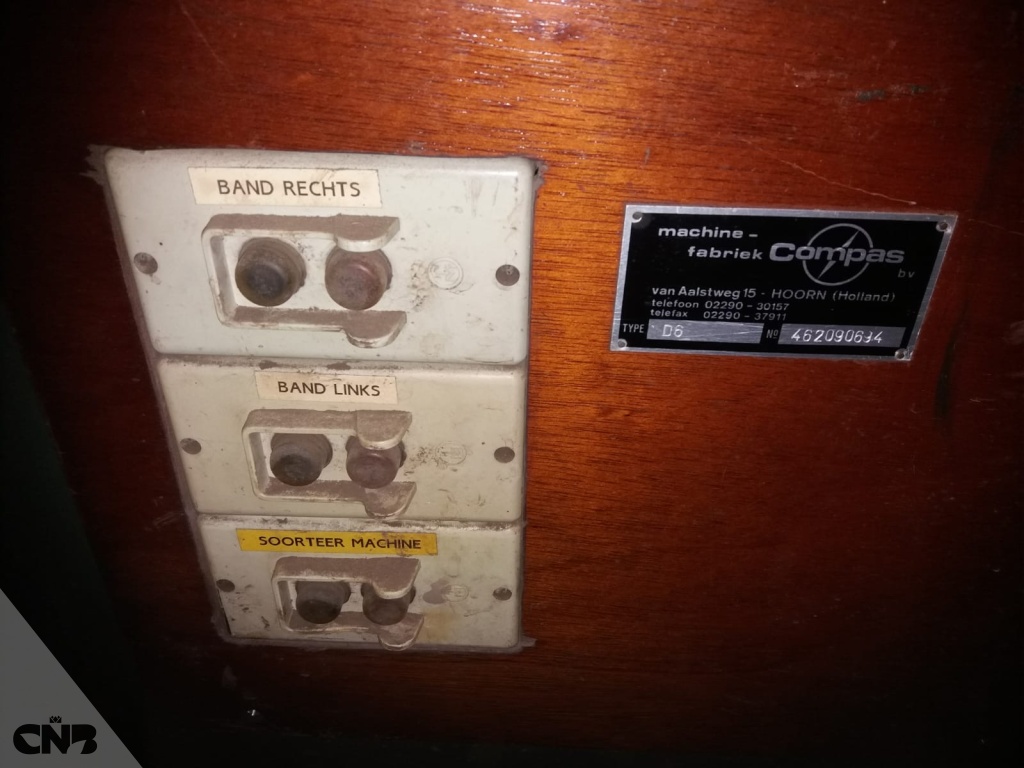 BAND RECHTS
BAND LINKS
SOORTEER MACHINE
machine -
fabriek Compas
bv
van Aalstweg 15 - HOORN (Holland)
telefoon 02290 - 30157
telefax 02290 - 37911
TYPE D6 No 462090694
CNB